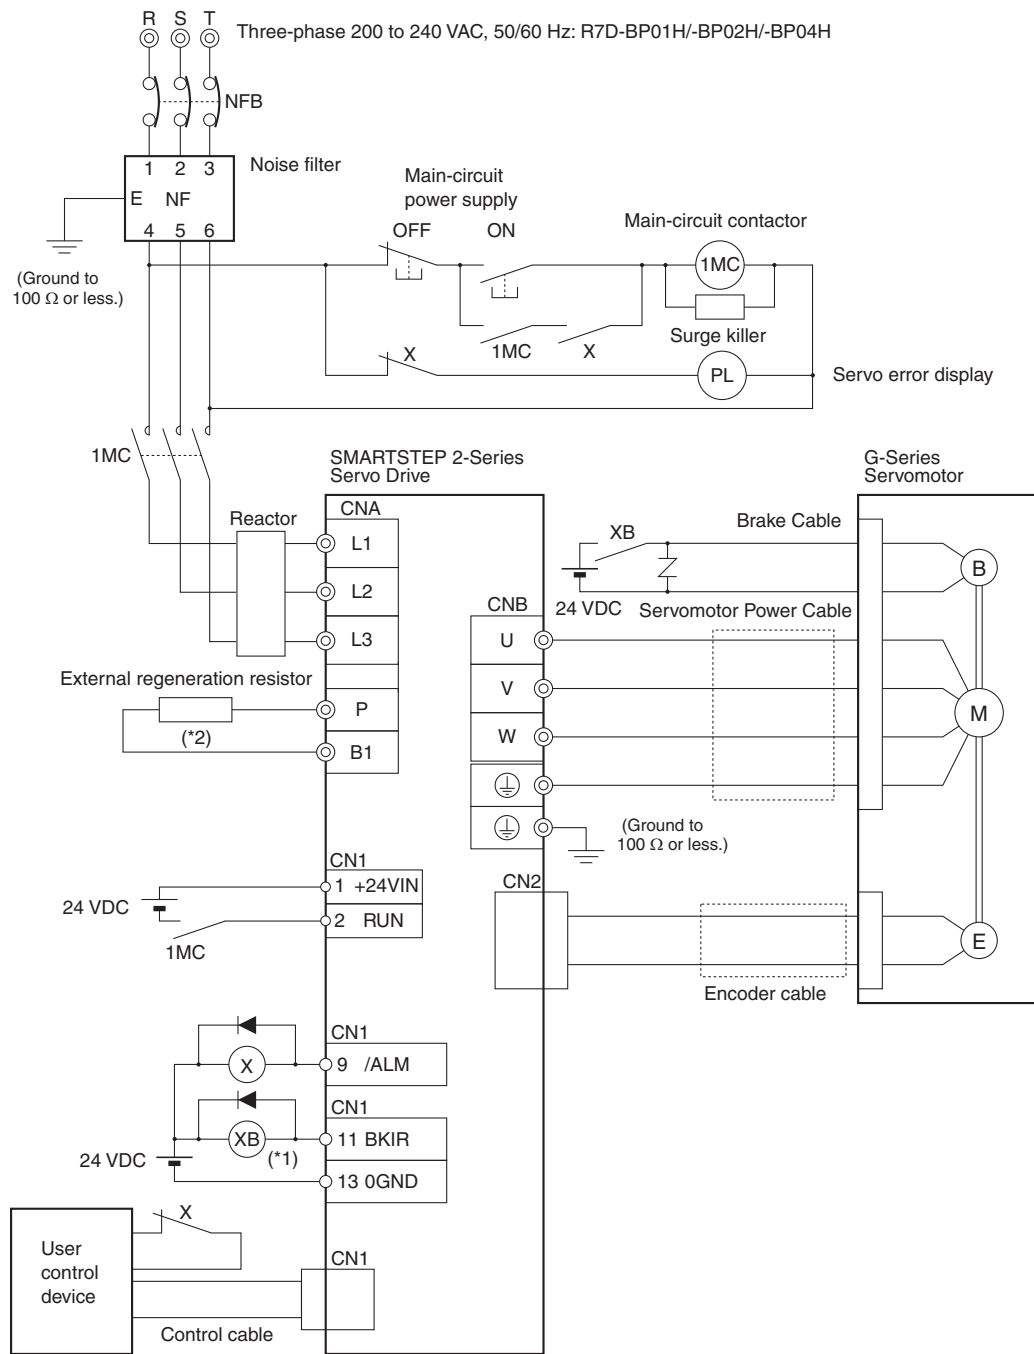 R S T
Three-phase 200 to 240 VAC, 50/60 Hz: R7D-BP01H/-BP02H/-BP04H
NFB
1 2 3
Noise filter
E NF
4 5 6
(Ground to
100 Ω or less.)
Main-circuit
power supply
OFF ON
Main-circuit contactor
1MC
Surge killer
1MC X
X
PL
Servo error display
1MC
SMARTSTEP 2-Series
Servo Drive
G-Series
Servomotor
Reactor
CNA
L1
L2
L3
XB
Brake Cable
B
24 VDC
Servomotor Power Cable
CNB
U
V
W
M
External regeneration resistor
(*2)
P
B1
(Ground to
100 Ω or less.)
CN1
1 +24VIN
24 VDC
2 RUN
1MC
CN2
E
Encoder cable
CN1
X
9 /ALM
CN1
XB
(*1)
11 BKIR
24 VDC
13 0GND
X
User
control
device
CN1
Control cable